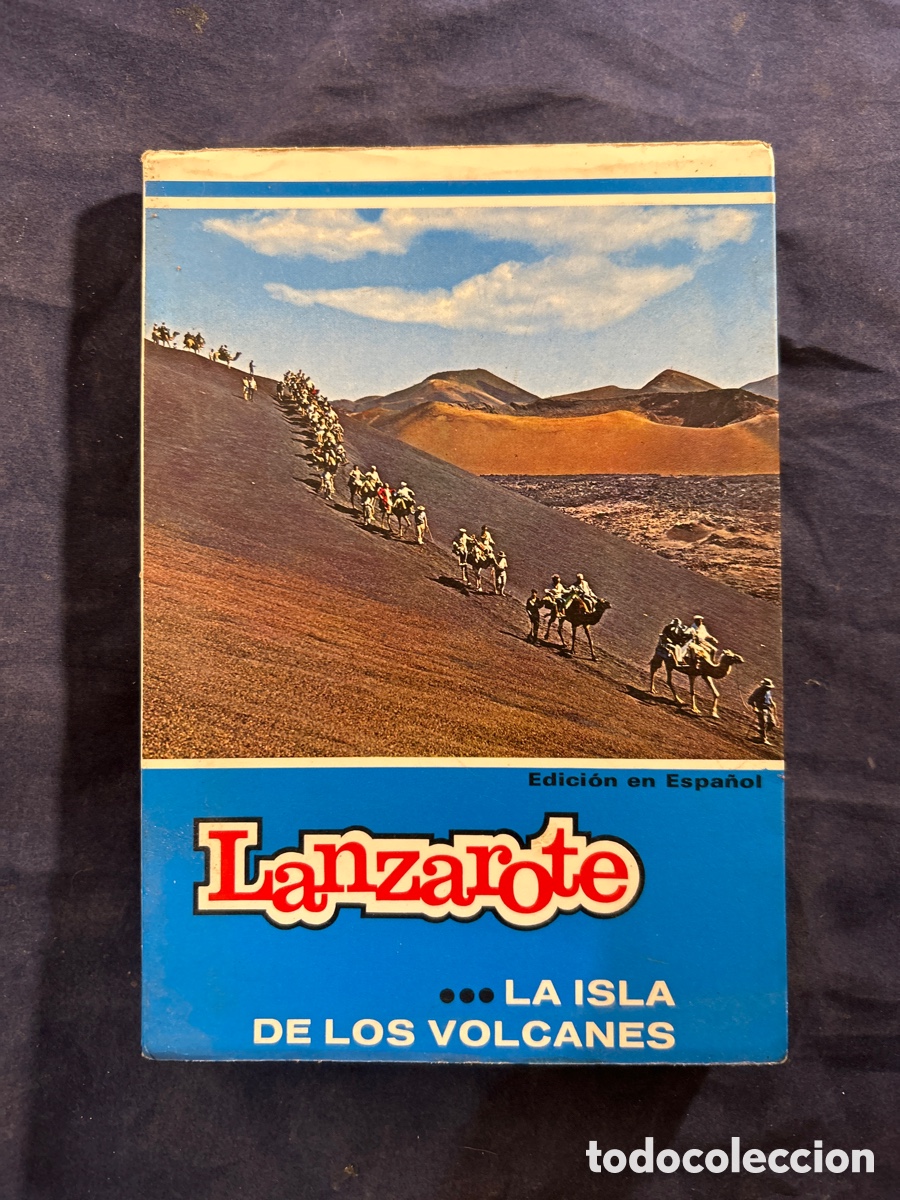 Edición en Español
Lanzarote
●●● LA ISLA
DE LOS VOLCANES
todocoleccion